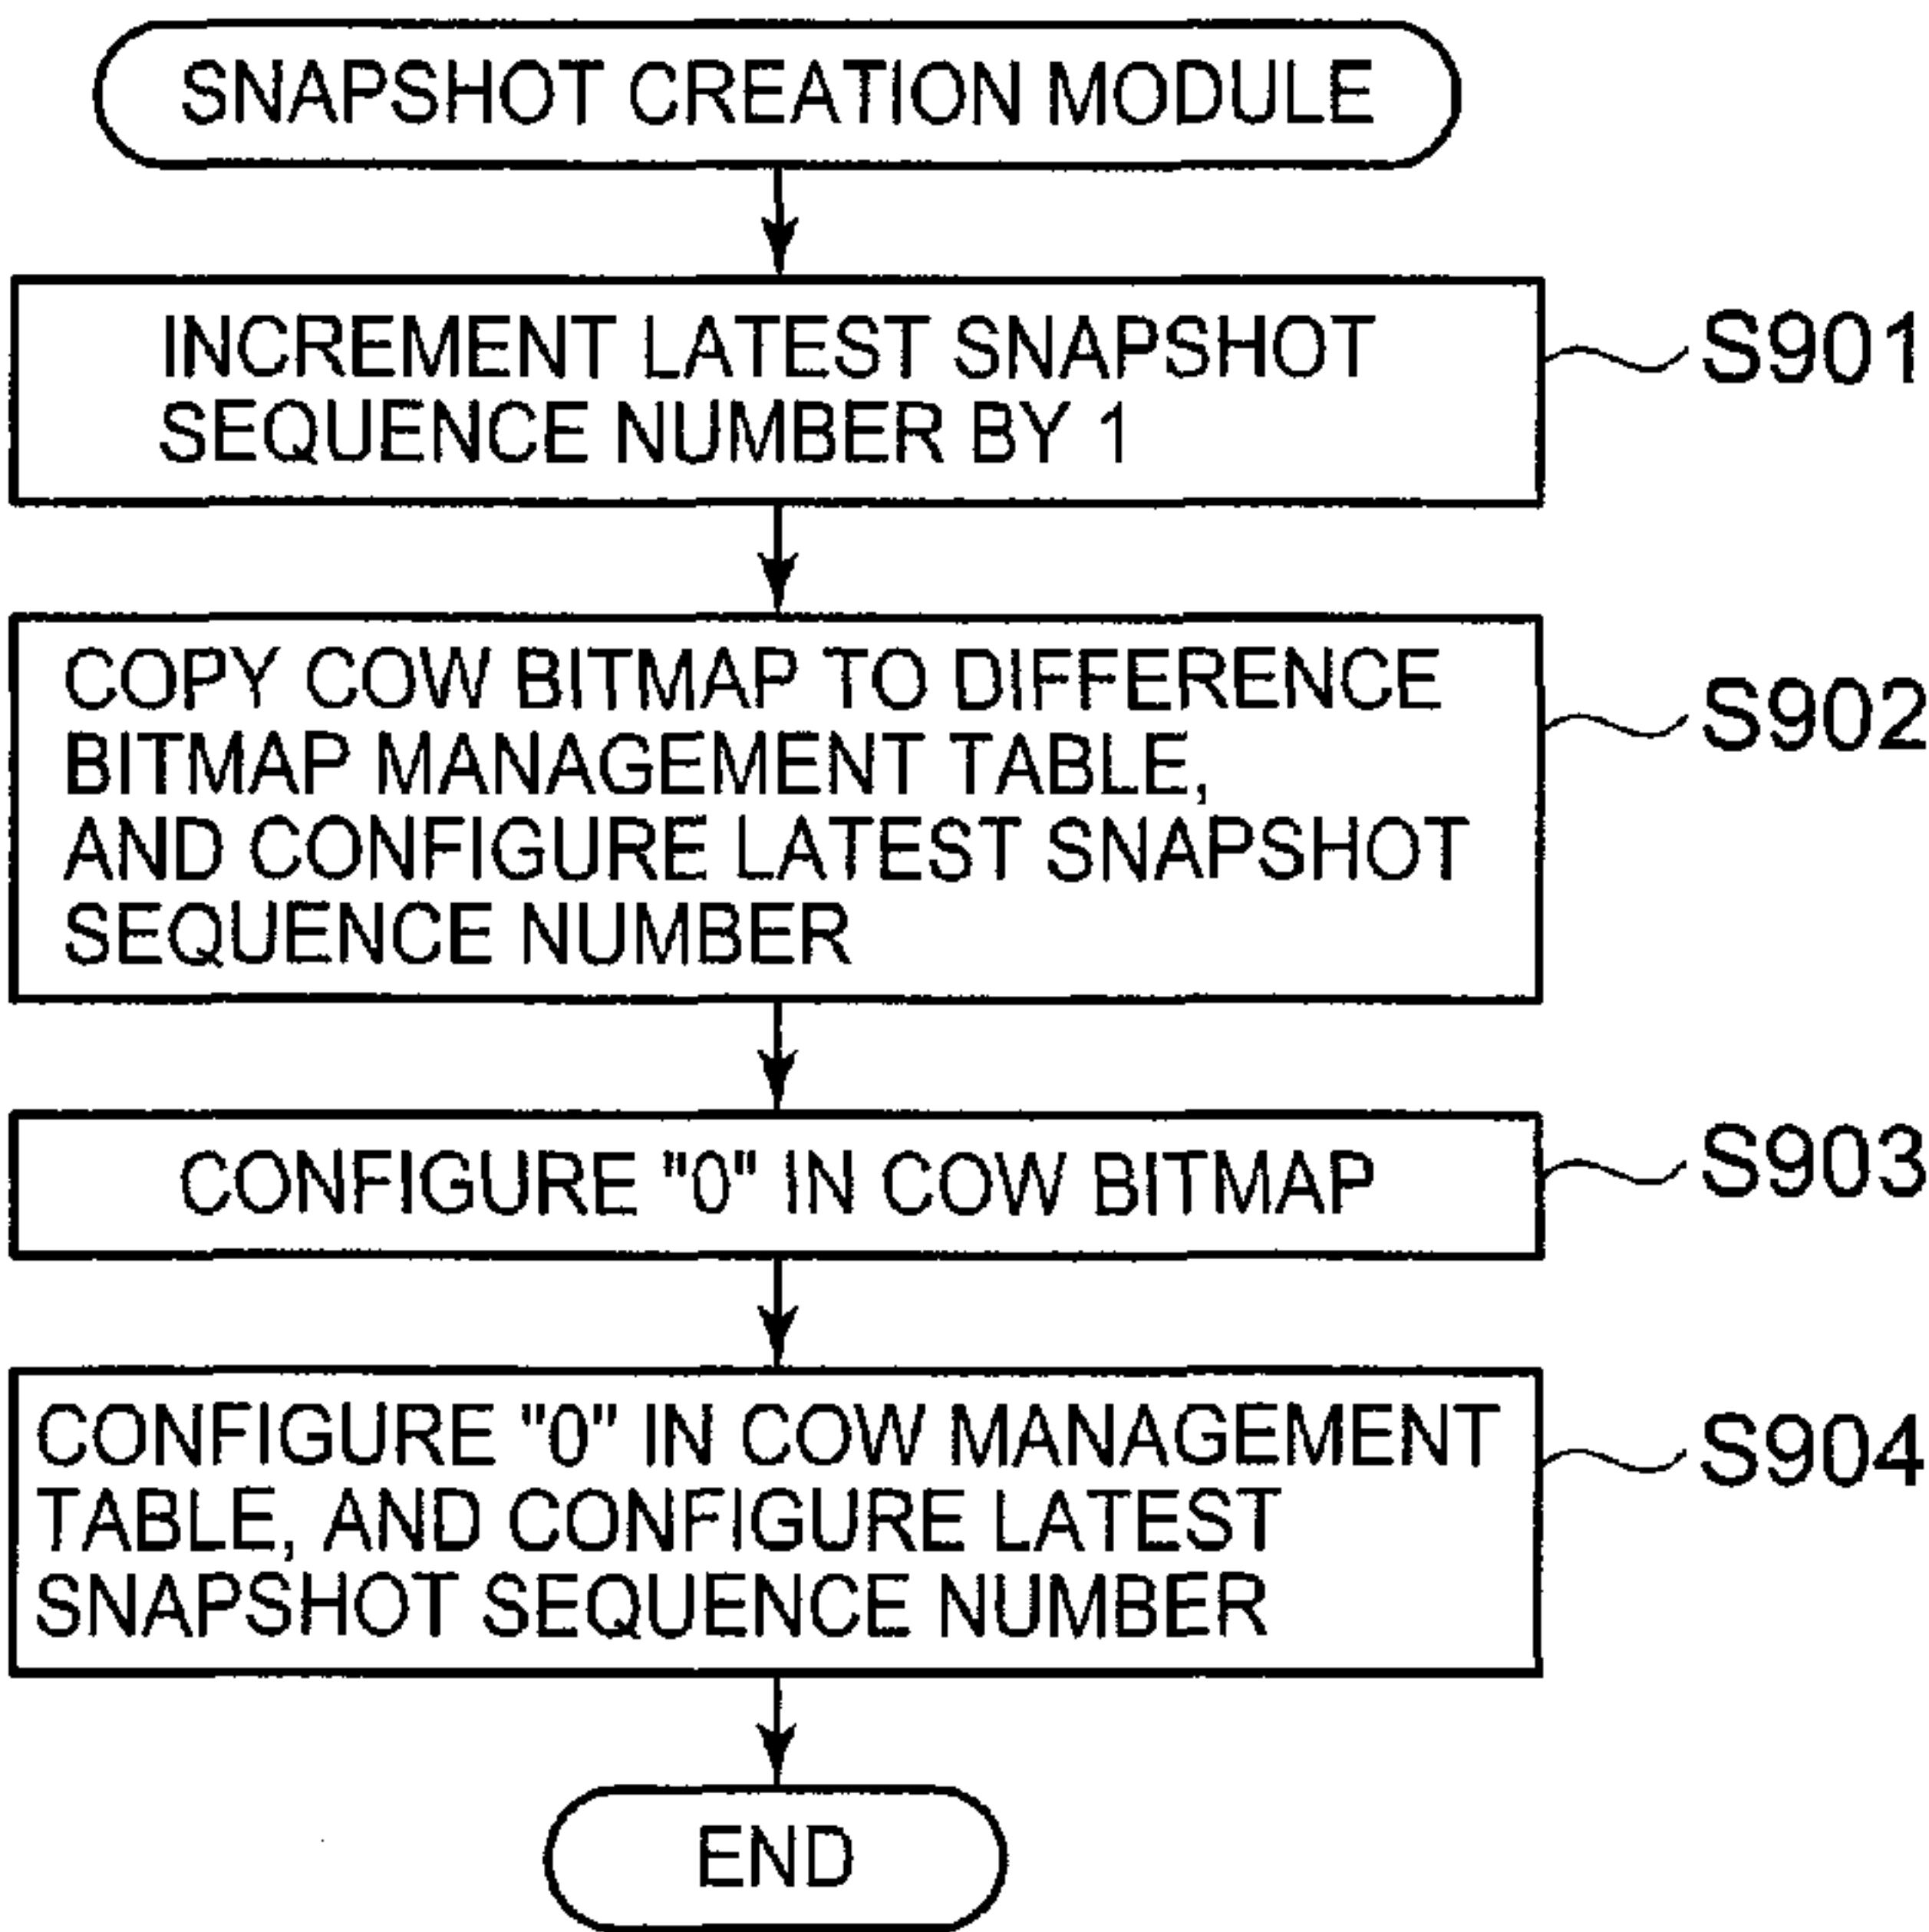 SNAPSHOT CREATION MODULE
INCREMENT LATEST SNAPSHOT
SEQUENCE NUMBER BY 1
S901
COPY COW BITMAP TO DIFFERENCE
BITMAP MANAGEMENT TABLE,
AND CONFIGURE LATEST SNAPSHOT
SEQUENCE NUMBER
S902
CONFIGURE "0" IN COW BITMAP
S903
CONFIGURE "0" IN COW MANAGEMENT
TABLE, AND CONFIGURE LATEST
SNAPSHOT SEQUENCE NUMBER
S904
END